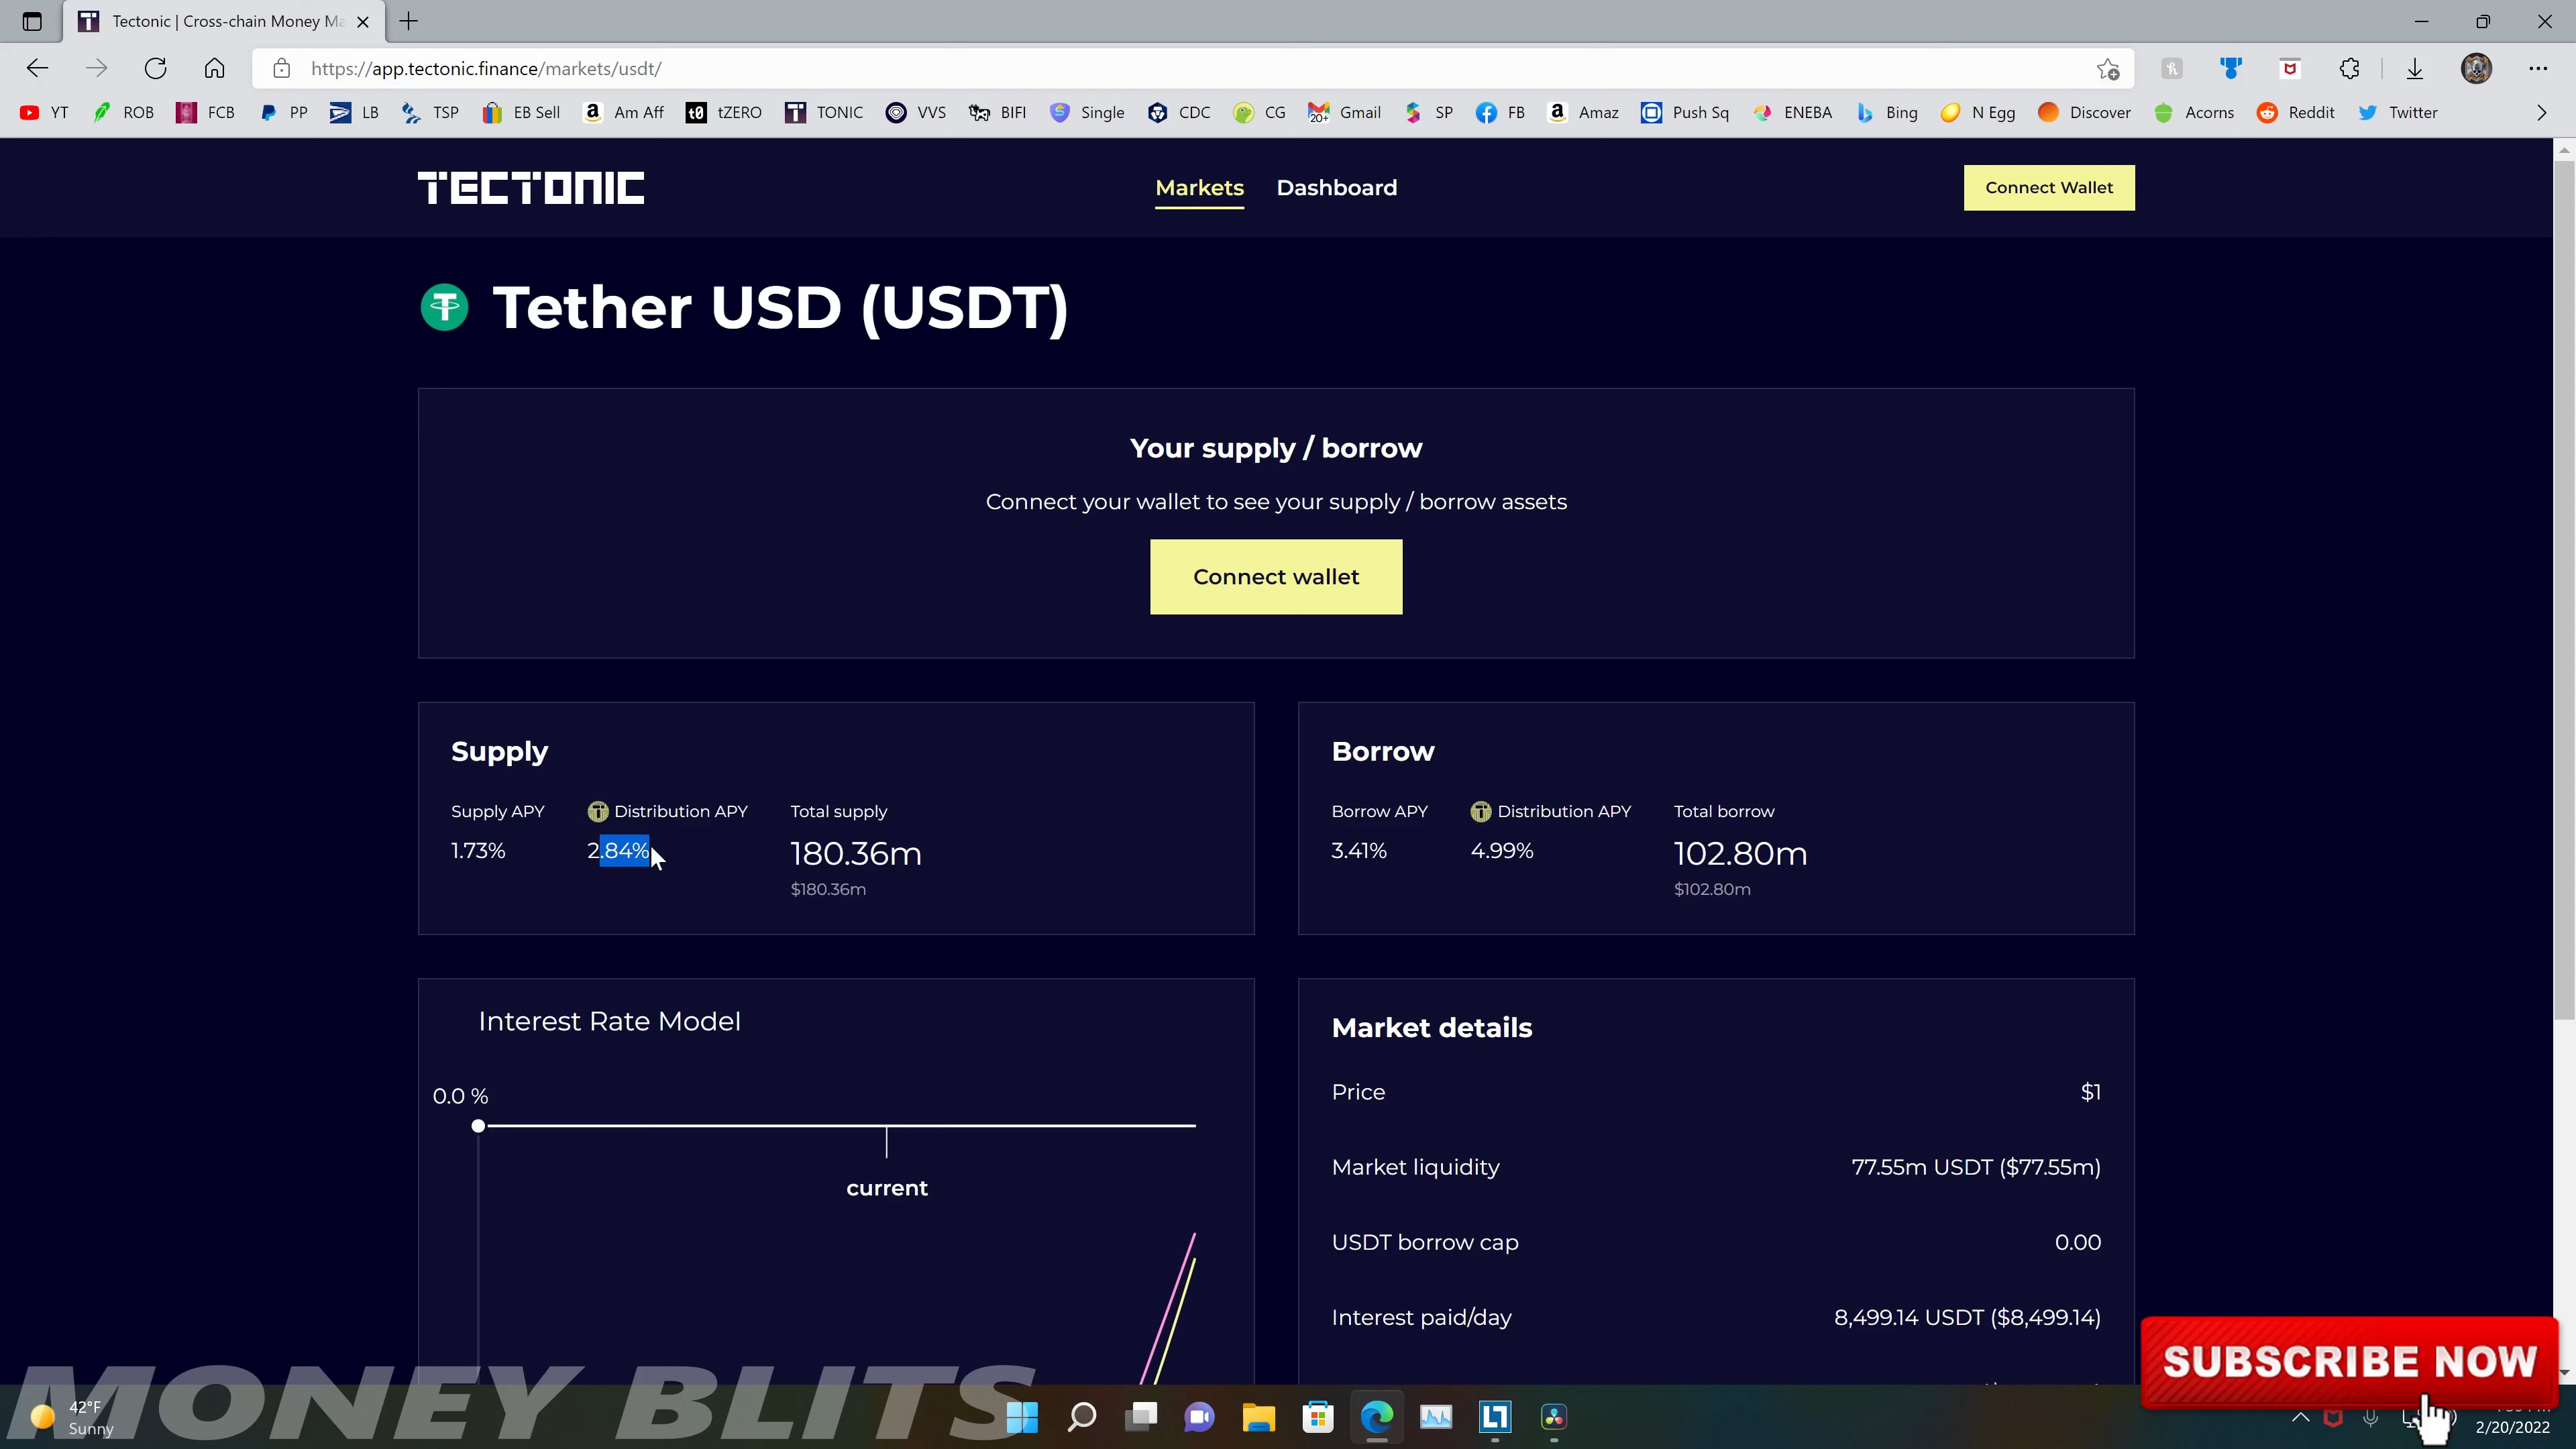 Tectonic | Cross-chain Money Ma
https://app.tectonic.finance/markets/usdt/
YT ROB FCB PP LB TSP EB Sell Am Aff tZERO TONIC VVS BIFI Single CDC CG Gmail SP FB Amaz Push Sq ENEBA Bing N Egg Discover Acorns Reddit Twitter
TECTONIC Markets Dashboard Connect Wallet
Tether USD (USDT)
Your supply / borrow
Connect your wallet to see your supply / borrow assets
Connect wallet
Supply
Supply APY Distribution APY Total supply
1.73% 2.84% 180.36m
$180.36m
Borrow
Borrow APY Distribution APY Total borrow
3.41% 4.99% 102.80m
$102.80m
Interest Rate Model
0.0 %
current
Market details
Price $1
Market liquidity 77.55m USDT ($77.55m)
USDT borrow cap 0.00
Interest paid/day 8,499.14 USDT ($8,499.14)
SUBSCRIBE NOW
MONEY BLITS
42°F
Sunny
2/20/2022